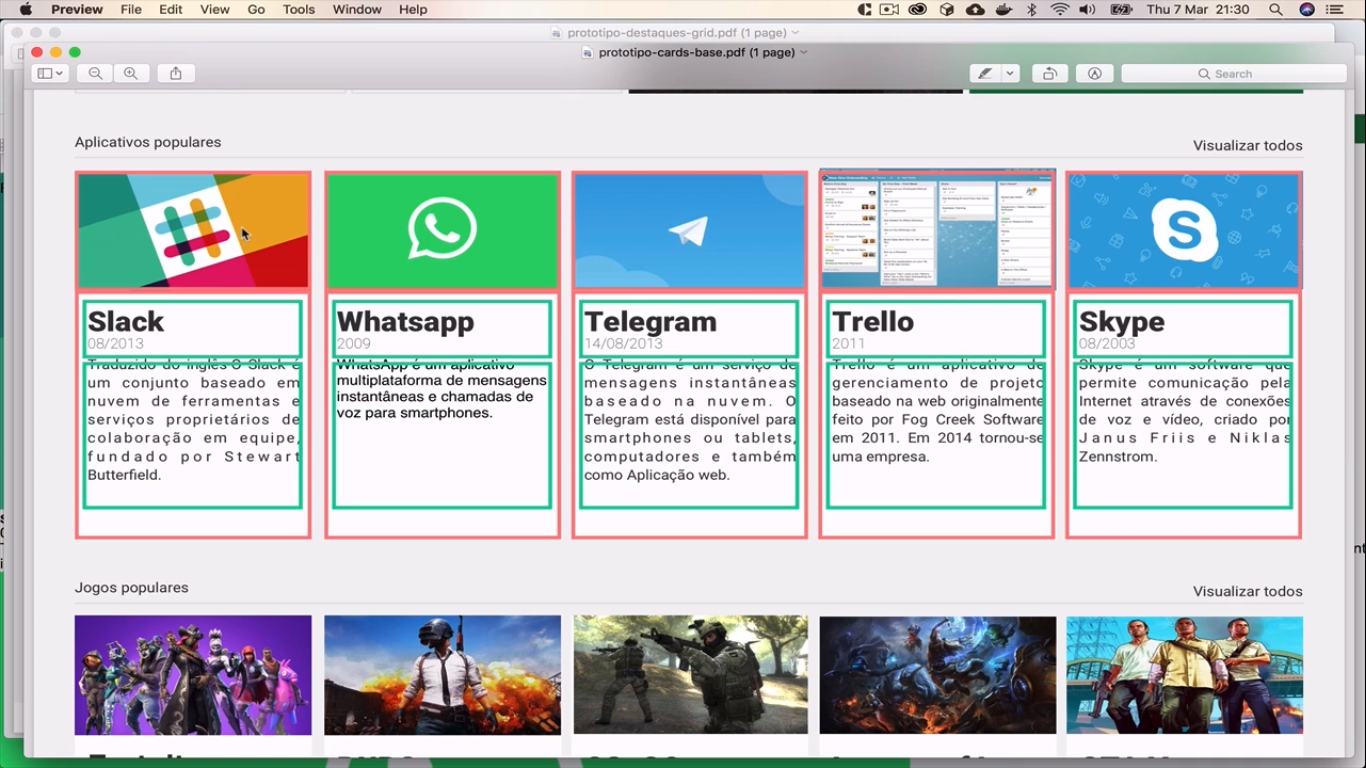 Preview File Edit View Go Tools Window Help Thu 7 Mar 21:30
prototipo-destaques-grid.pdf (1 page)
prototipo-cards-base.pdf (1 page)
Search
Aplicativos populares
Visualizar todos
Slack
08/2013
Traduzido do inglês-O Slack é
um conjunto baseado em
nuvem de ferramentas e
serviços proprietários de
colaboração em equipe,
fundado por Stewart
Butterfield.
Whatsapp
2009
WhatsApp é um aplicativo
multiplataforma de mensagens
instantâneas e chamadas de
voz para smartphones.
Telegram
14/08/2013
O Telegram é um serviço de
mensagens instantâneas
baseado na nuvem. O
Telegram está disponível para
smartphones ou tablets,
computadores e também
como Aplicação web.
Trello
2011
Trello é um aplicativo de
gerenciamento de projeto
baseado na web originalmente
feito por Fog Creek Software
em 2011. Em 2014 tornou-se
uma empresa.
Skype
08/2003
Skype é um software que
permite comunicação pela
Internet através de conexões
de voz e vídeo, criado por
Janus Friis e Niklas
Zennstrom.
Jogos populares
Visualizar todos